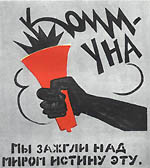 Комм-
уна
Мы зажгли над
миром истину эту.